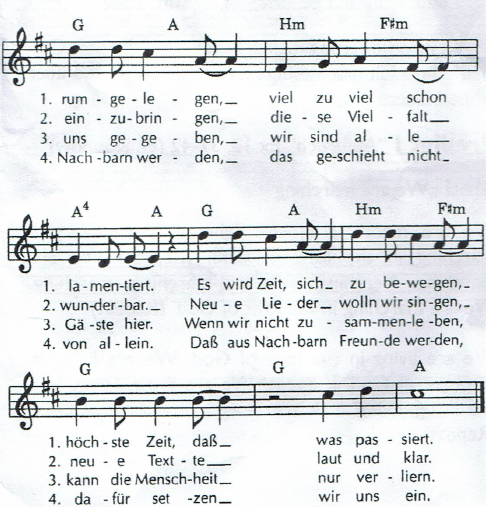 G A Hm F♯m
1. rum - ge - le - gen, viel zu viel schon
2. ein - zu-brin - gen, die - se Viel - falt
3. uns ge - ge - ben, wir sind al - le
4. Nach - barn wer - den, das ge-schieht nicht
A4 A G A Hm F♯m
1. la-men-tiert. Es wird Zeit, sich zu be-we-gen,
2. wun-der-bar. Neu - e Lie - der wolln wir sin-gen,
3. Gä-ste hier. Wenn wir nicht zu - sam-men-le-ben,
4. von al-lein. Daß aus Nach-barn Freun-de wer-den,
G G A
1. höch - ste Zeit, daß was pas - siert.
2. neu - e Text - te laut und klar.
3. kann die Mensch-heit nur ver - liern.
4. da - für set - zen wir uns ein.